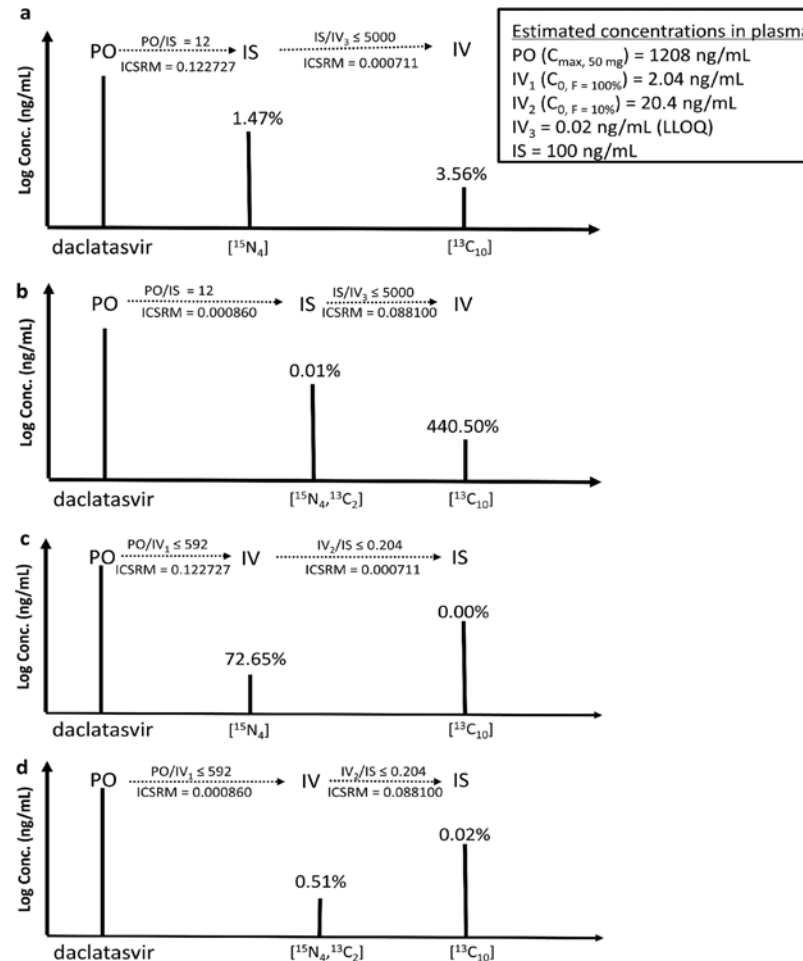 a
PO
PO/IS = 12
ICSRM = 0.122727
IS
IS/IV₃ ≤ 5000
ICSRM = 0.000711
IV
Estimated concentrations in plasma
PO (Cmax, 50 mg) = 1208 ng/mL
IV₁ (C0, F = 100%) = 2.04 ng/mL
IV₂ (C0, F = 10%) = 20.4 ng/mL
IV₃ = 0.02 ng/mL (LLOQ)
IS = 100 ng/mL
Log Conc. (ng/mL)
1.47%
3.56%
daclatasvir
[¹⁵N₄]
[¹³C₁₀]
b
PO
PO/IS = 12
ICSRM = 0.000860
IS
IS/IV₃ ≤ 5000
ICSRM = 0.088100
IV
Log Conc. (ng/mL)
0.01%
440.50%
daclatasvir
[¹⁵N₄,¹³C₂]
[¹³C₁₀]
c
PO
PO/IV₁ ≤ 592
ICSRM = 0.122727
IV
IV₂/IS ≤ 0.204
ICSRM = 0.000711
IS
Log Conc. (ng/mL)
72.65%
0.00%
daclatasvir
[¹⁵N₄]
[¹³C₁₀]
d
PO
PO/IV₁ ≤ 592
ICSRM = 0.000860
IV
IV₂/IS ≤ 0.204
ICSRM = 0.088100
IS
Log Conc. (ng/mL)
0.51%
0.02%
daclatasvir
[¹⁵N₄,¹³C₂]
[¹³C₁₀]